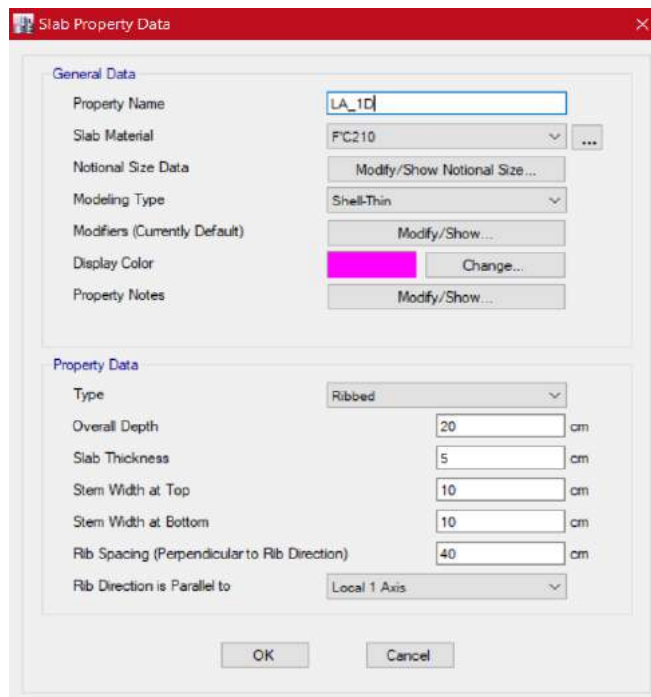 Slab Property Data
General Data
Property Name LA_1D
Slab Material F'C210 ...
Notional Size Data Modify/Show Notional Size...
Modeling Type Shell-Thin
Modifiers (Currently Default) Modify/Show...
Display Color Change...
Property Notes Modify/Show...
Property Data
Type Ribbed
Overall Depth 20 cm
Slab Thickness 5 cm
Stem Width at Top 10 cm
Stem Width at Bottom 10 cm
Rib Spacing (Perpendicular to Rib Direction) 40 cm
Rib Direction is Parallel to Local 1 Axis
OK Cancel